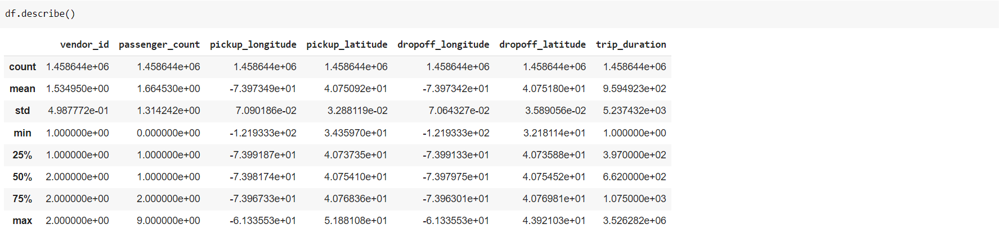 df.describe()
vendor_id passenger_count pickup_longitude pickup_latitude dropoff_longitude dropoff_latitude trip_duration
count 1.458644e+06 1.458644e+06 1.458644e+06 1.458644e+06 1.458644e+06 1.458644e+06 1.458644e+06
mean 1.534950e+00 1.664530e+00 -7.397349e+01 4.075092e+01 -7.397342e+01 4.075180e+01 9.594923e+02
std 4.987772e-01 1.314242e+00 7.090186e-02 3.288119e-02 7.064327e-02 3.589056e-02 5.237432e+03
min 1.000000e+00 0.000000e+00 -1.219333e+02 3.435970e+01 -1.219333e+02 3.218114e+01 1.000000e+00
25% 1.000000e+00 1.000000e+00 -7.399187e+01 4.073735e+01 -7.399133e+01 4.073588e+01 3.970000e+02
50% 2.000000e+00 1.000000e+00 -7.398174e+01 4.075410e+01 -7.397975e+01 4.075452e+01 6.620000e+02
75% 2.000000e+00 2.000000e+00 -7.396733e+01 4.076836e+01 -7.396301e+01 4.076981e+01 1.075000e+03
max 2.000000e+00 9.000000e+00 -6.133553e+01 5.188108e+01 -6.133553e+01 4.392103e+01 3.526282e+06